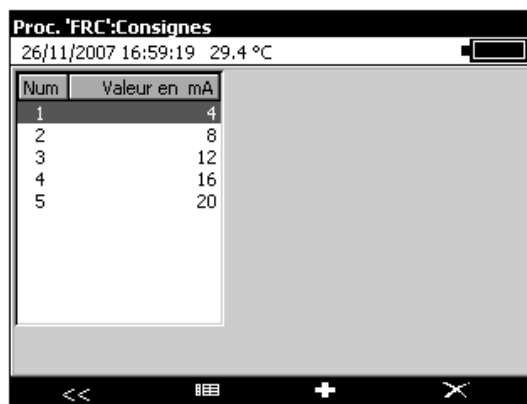 Proc. 'FRC':Consignes
26/11/2007 16:59:19 29.4 °C
Num Valeur en mA
1 4
2 8
3 12
4 16
5 20
<<